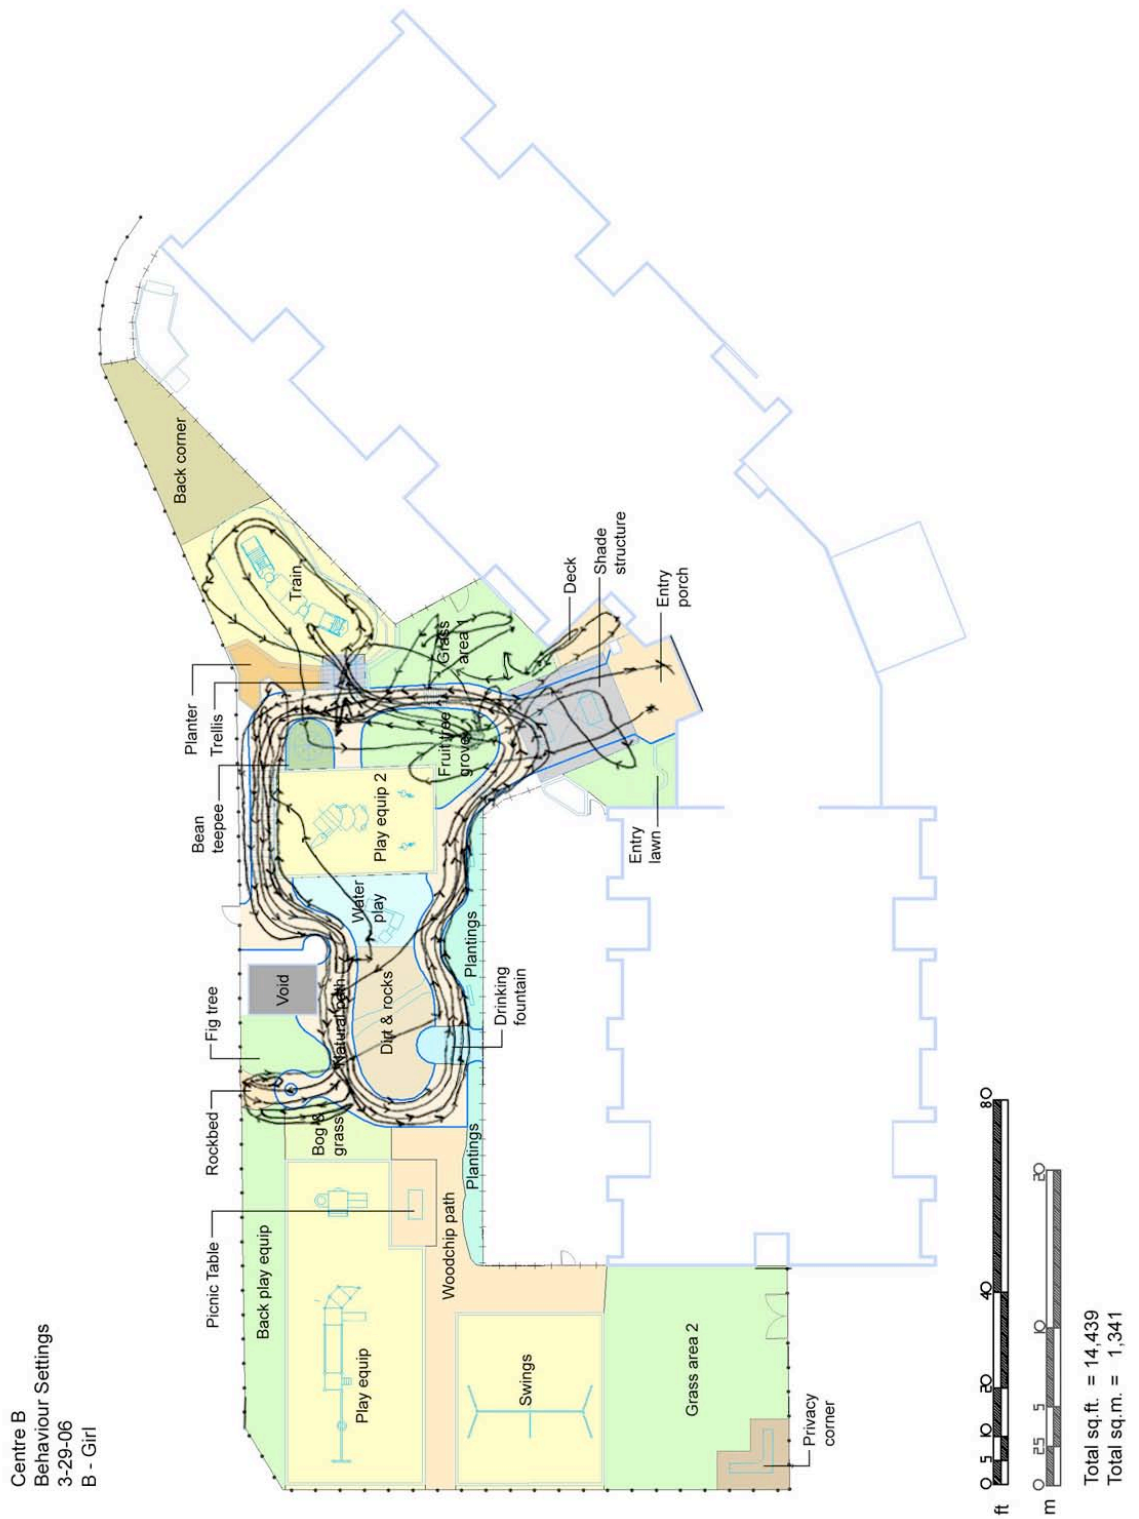 Centre B
Behaviour Settings
3-29-06
B - Girl
Picnic Table
Rockbed
Fig tree
Bean
teepee
Planter
Trellis
Back corner
Back play equip
Play equip
Bog &
grass
Void
Natural path
Dirt & rocks
Water
play
Play equip 2
Fruit tree
grove
Train
Grass
area 1
Deck
Shade
structure
Entry
porch
Entry
lawn
Plantings
Drinking
fountain
Plantings
Woodchip path
Swings
Grass area 2
Privacy
corner
ft
0 5 10 20 40 80
m
0 2.5 5 10 20
Total sq.ft. = 14,439
Total sq.m. = 1,341